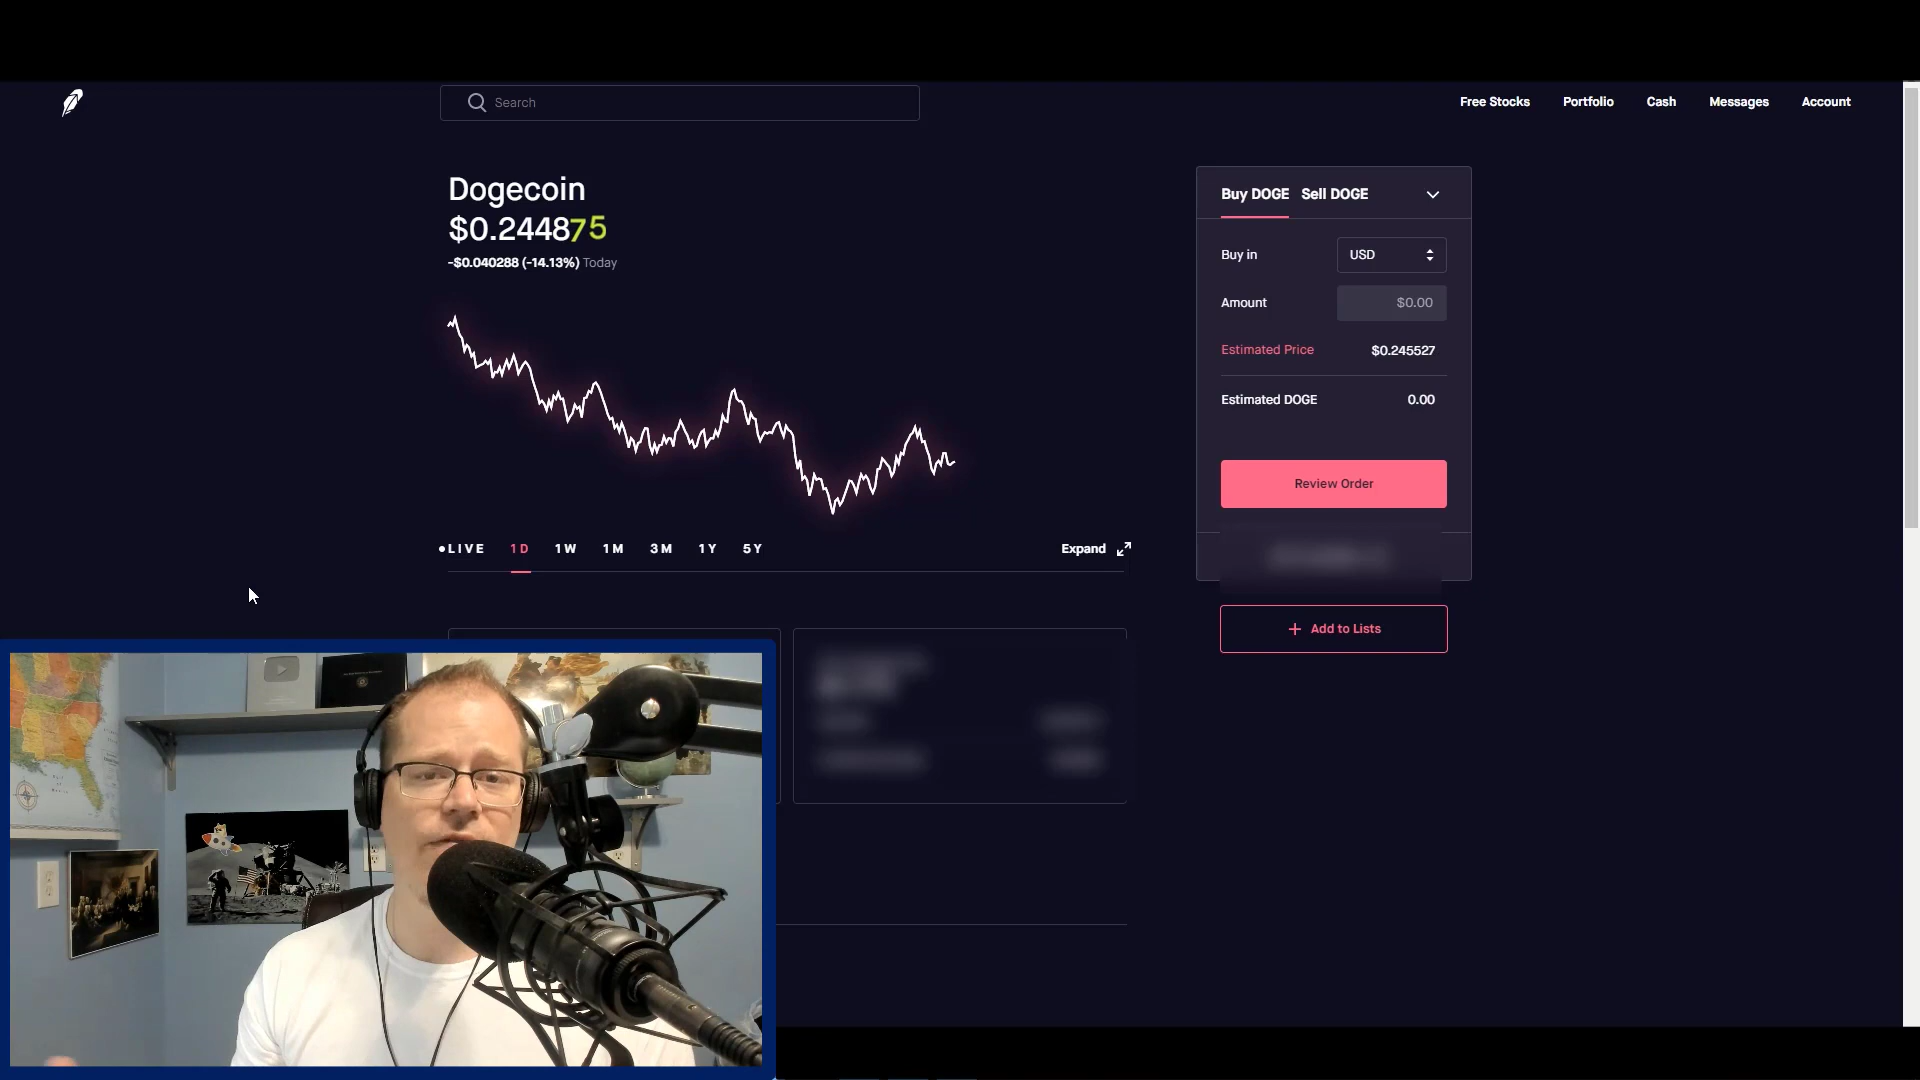 Search
Free Stocks
Portfolio
Cash
Messages
Account
Dogecoin
$0.244875
-$0.040288 (-14.13%) Today
Buy DOGE
Sell DOGE
Buy in
USD
Amount
$0.00
Estimated Price
$0.245527
Estimated DOGE
0.00
Review Order
LIVE
1D
1W
1M
3M
1Y
5Y
Expand
+ Add to Lists